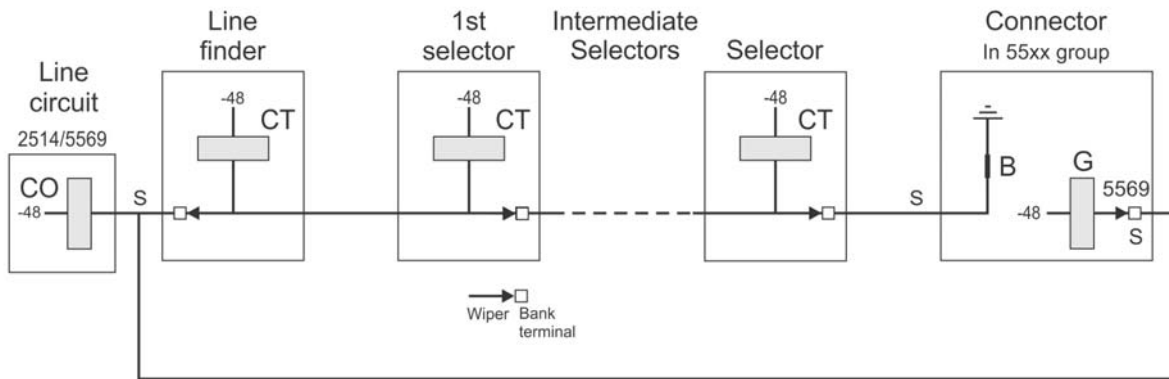 Line
circuit
2514/5569
CO
-48
S
Line
finder
-48
CT
1st
selector
-48
CT
Intermediate
Selectors
Selector
-48
CT
S
Connector
In 55xx group
B
G
-48
5569
S
Wiper
Bank
terminal